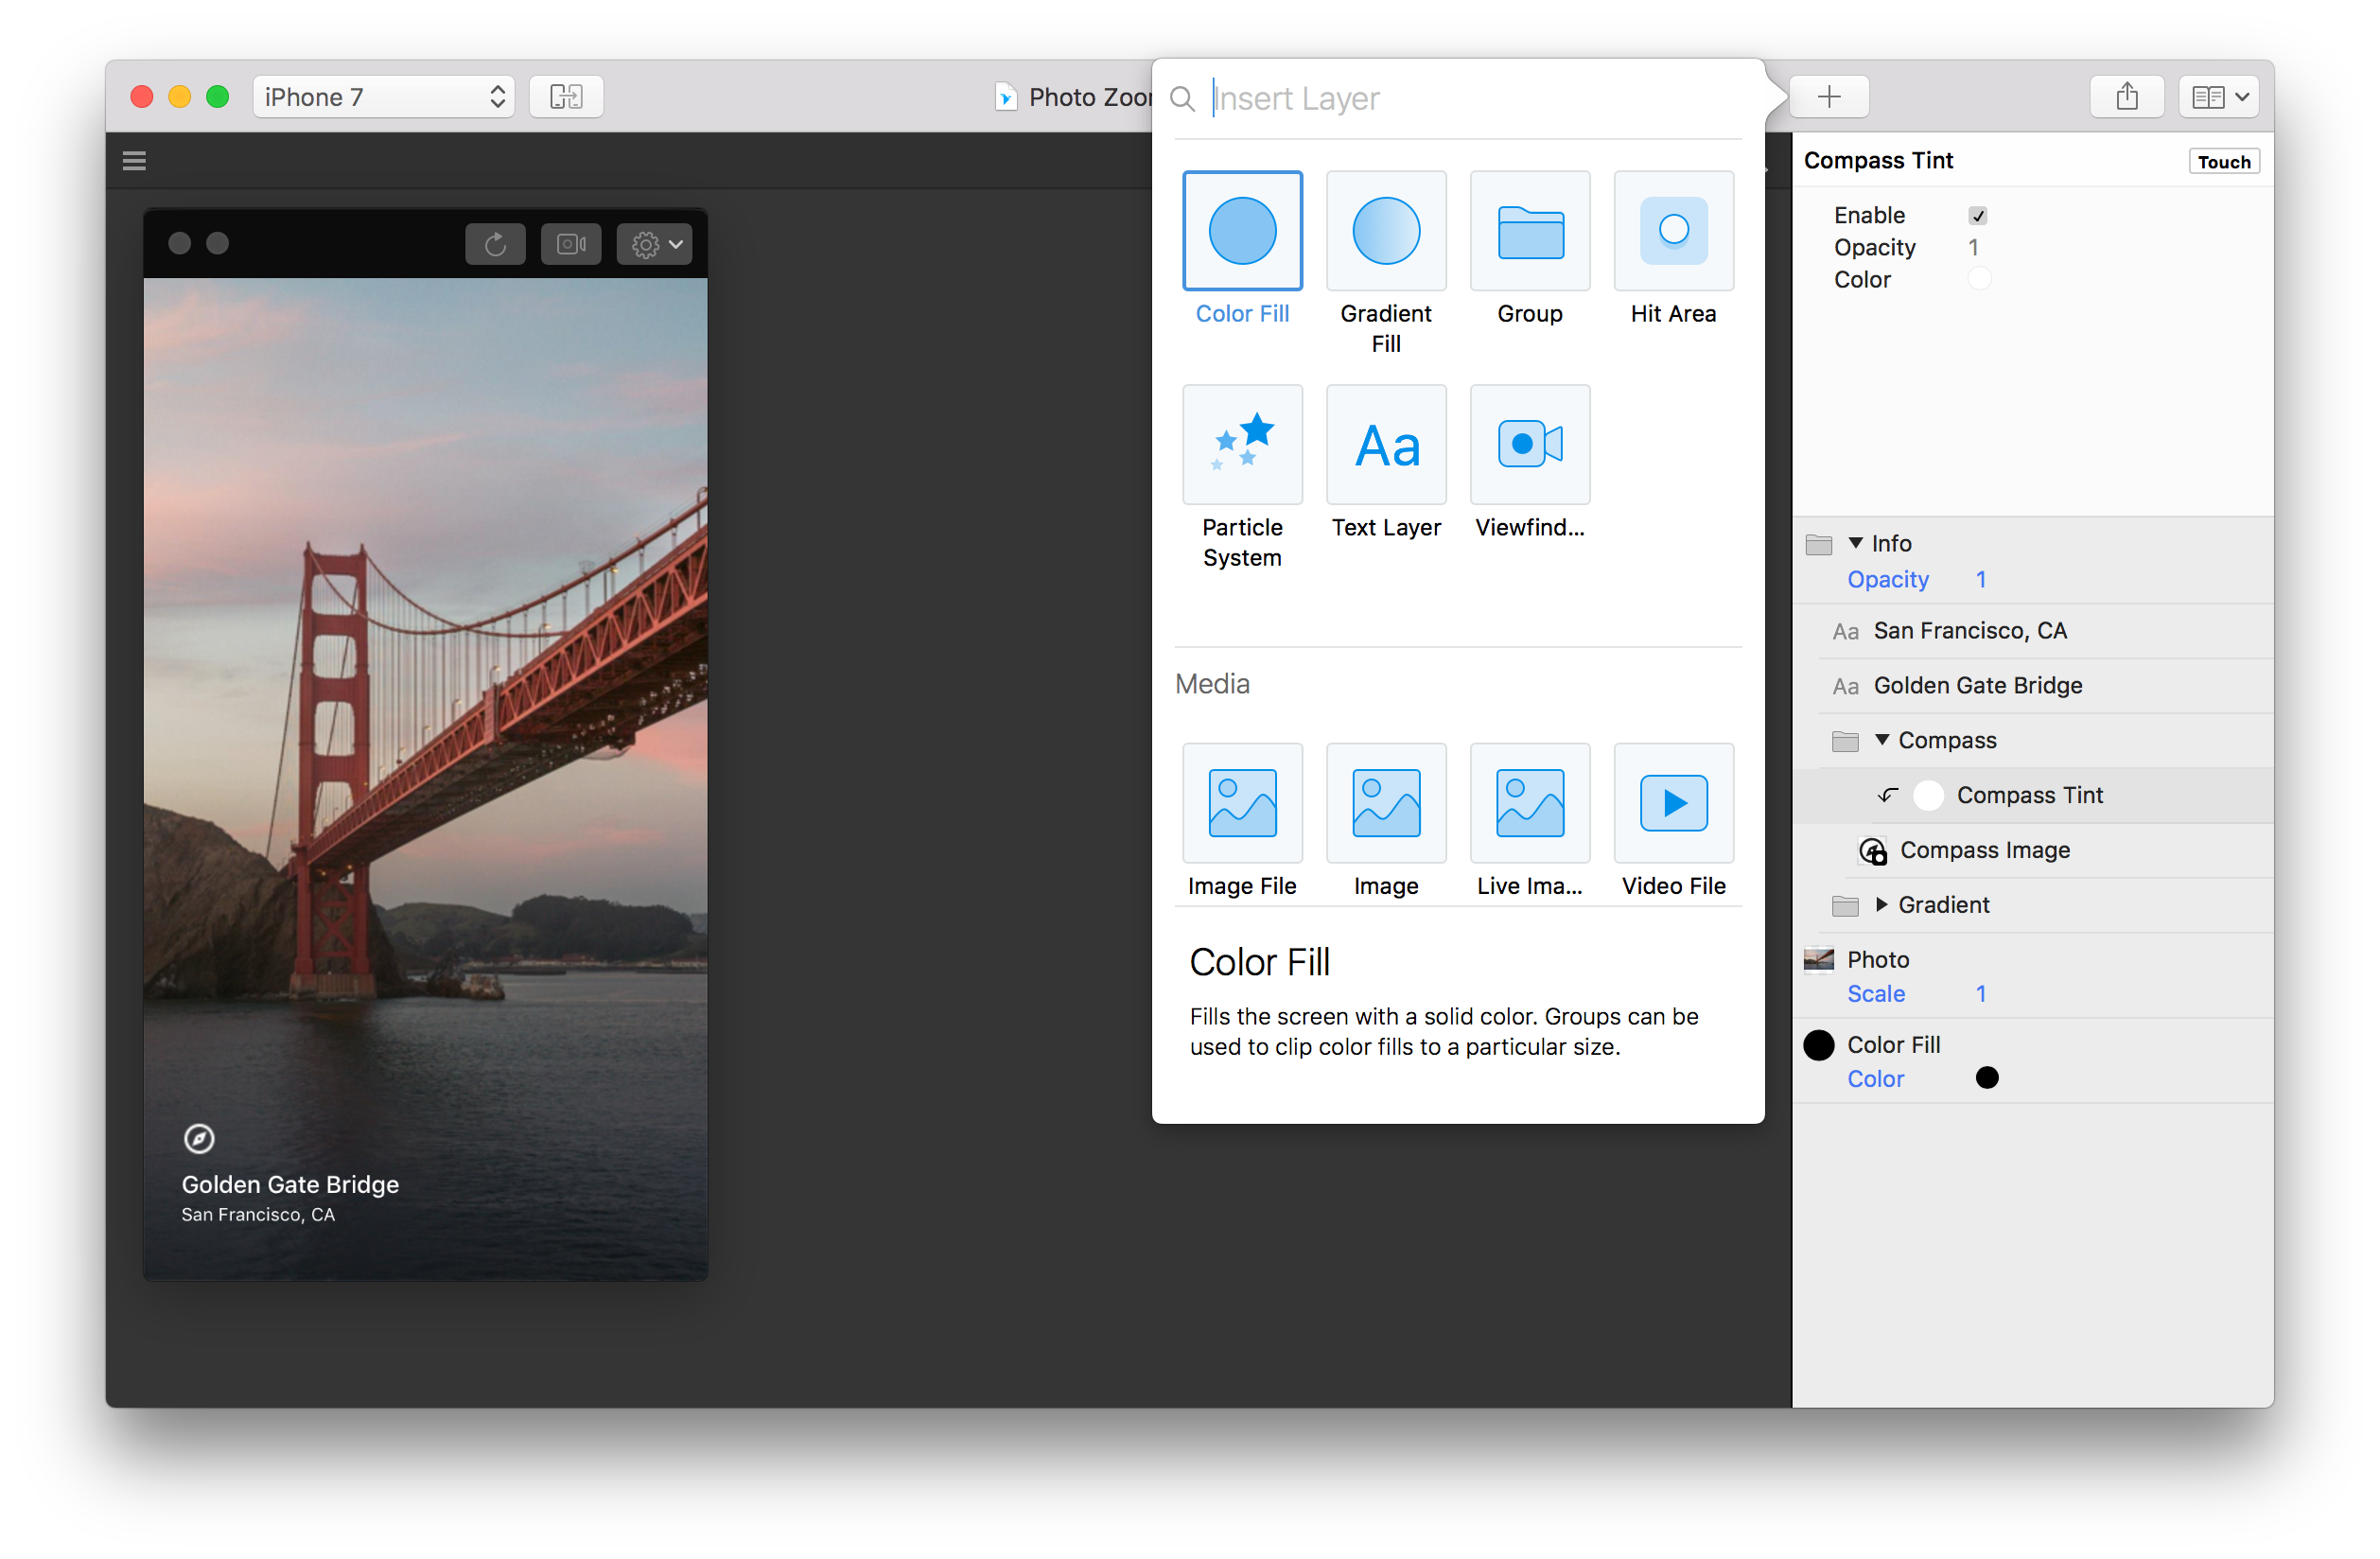 iPhone 7
Photo Zoo
Insert Layer
Color Fill
Gradient
Fill
Group
Hit Area
Particle
System
Aa
Text Layer
Viewfind...
Media
Image File
Image
Live Ima...
Video File
Color Fill
Fills the screen with a solid color. Groups can be
used to clip color fills to a particular size.
Golden Gate Bridge
San Francisco, CA
Compass Tint
Touch
Enable
Opacity 1
Color
Info
Opacity 1
Aa San Francisco, CA
Aa Golden Gate Bridge
Compass
Compass Tint
Compass Image
Gradient
Photo
Scale 1
Color Fill
Color